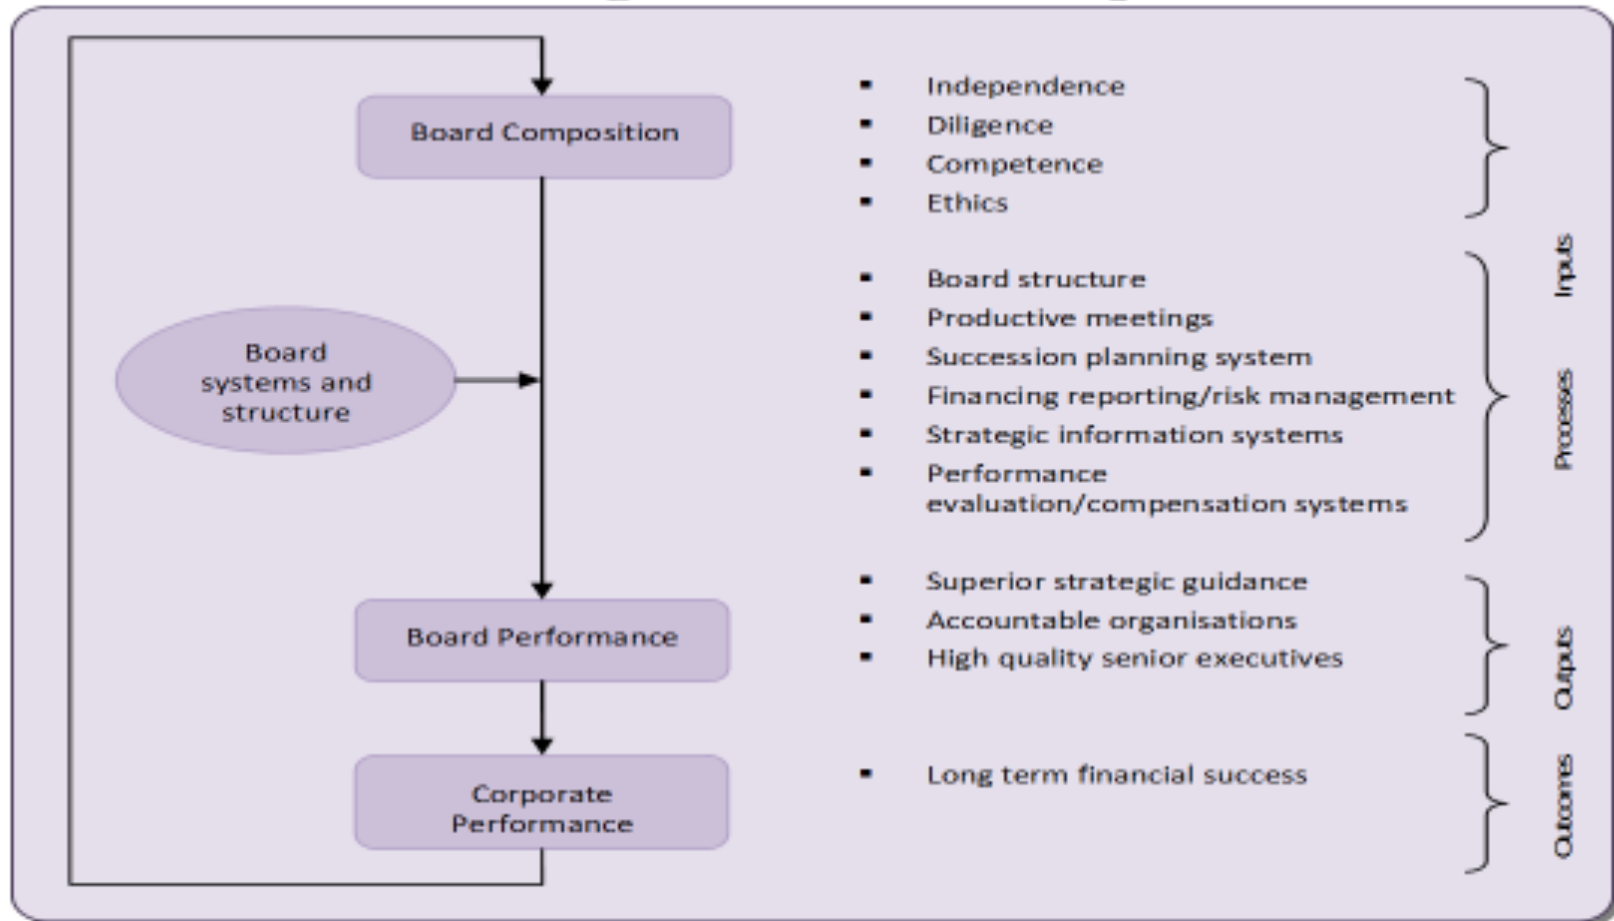 Board Composition
Board
systems and
structure
Board Performance
Corporate
Performance
▪ Independence
▪ Diligence
▪ Competence
▪ Ethics
▪ Board structure
▪ Productive meetings
▪ Succession planning system
▪ Financing reporting/risk management
▪ Strategic information systems
▪ Performance
evaluation/compensation systems
▪ Superior strategic guidance
▪ Accountable organisations
▪ High quality senior executives
▪ Long term financial success
Inputs
Processes
Outputs
Outcomes